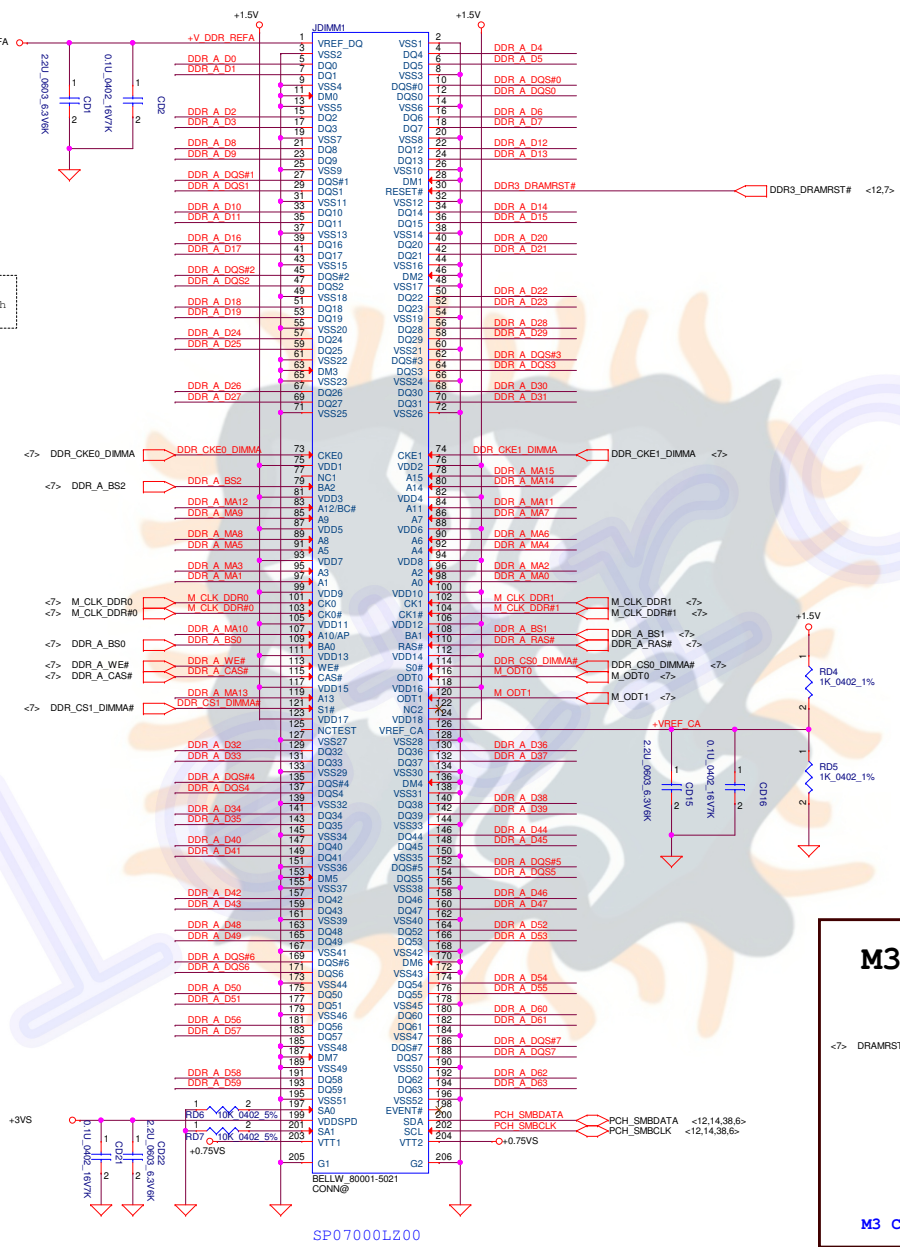 +1.5V
+1.5V
JDIMM1
+V_DDR_REFA
1 VREF_DQ VSS1 2
3 VSS2 DQ4 4 DDR_A_D4
DDR_A_D0 5 DQ0 DQ5 6 DDR_A_D5
DDR_A_D1 7 DQ1 VSS3 8
9 VSS4 DQS#0 10 DDR_A_DQS#0
11 DM0 DQS0 12 DDR_A_DQS0
13 VSS5 VSS6 14
DDR_A_D2 15 DQ2 DQ6 16 DDR_A_D6
DDR_A_D3 17 DQ3 DQ7 18 DDR_A_D7
19 VSS7 VSS8 20
DDR_A_D8 21 DQ8 DQ12 22 DDR_A_D12
DDR_A_D9 23 DQ9 DQ13 24 DDR_A_D13
25 VSS9 VSS10 26
DDR_A_DQS#1 27 DQS#1 DM1 28
DDR_A_DQS1 29 DQS1 RESET# 30 DDR3_DRAMRST# DDR3_DRAMRST# <12,7>
31 VSS11 VSS12 32
DDR_A_D10 33 DQ10 DQ14 34 DDR_A_D14
DDR_A_D11 35 DQ11 DQ15 36 DDR_A_D15
37 VSS13 VSS14 38
DDR_A_D16 39 DQ16 DQ20 40 DDR_A_D20
DDR_A_D17 41 DQ17 DQ21 42 DDR_A_D21
43 VSS15 VSS16 44
DDR_A_DQS#2 45 DQS#2 DM2 46
DDR_A_DQS2 47 DQS2 VSS17 48
49 VSS18 DQ22 50 DDR_A_D22
DDR_A_D18 51 DQ18 DQ23 52 DDR_A_D23
DDR_A_D19 53 DQ19 VSS19 54
55 VSS20 DQ28 56 DDR_A_D28
DDR_A_D24 57 DQ24 DQ29 58 DDR_A_D29
DDR_A_D25 59 DQ25 VSS21 60
61 VSS22 DQS#3 62 DDR_A_DQS#3
63 DM3 DQS3 64 DDR_A_DQS3
65 VSS23 VSS24 66
DDR_A_D26 67 DQ26 DQ30 68 DDR_A_D30
DDR_A_D27 69 DQ27 DQ31 70 DDR_A_D31
71 VSS25 VSS26 72
<7> DDR_CKE0_DIMMA DDR_CKE0_DIMMA 73 CKE0 CKE1 74 DDR_CKE1_DIMMA DDR_CKE1_DIMMA <7>
75 VDD1 VDD2 76
77 NC1 A15 78 DDR_A_MA15
<7> DDR_A_BS2 DDR_A_BS2 79 BA2 A14 80 DDR_A_MA14
81 VDD3 VDD4 82
DDR_A_MA12 83 A12/BC# A11 84 DDR_A_MA11
DDR_A_MA9 85 A9 A7 86 DDR_A_MA7
87 VDD5 VDD6 88
DDR_A_MA8 89 A8 A6 90 DDR_A_MA6
DDR_A_MA5 91 A5 A4 92 DDR_A_MA4
93 VDD7 VDD8 94
DDR_A_MA3 95 A3 A2 96 DDR_A_MA2
DDR_A_MA1 97 A1 A0 98 DDR_A_MA0
99 VDD9 VDD10 100
<7> M_CLK_DDR0 M_CLK_DDR0 101 CK0 CK1 102 M_CLK_DDR1 M_CLK_DDR1 <7>
<7> M_CLK_DDR#0 M_CLK_DDR#0 103 CK0# CK1# 104 M_CLK_DDR#1 M_CLK_DDR#1 <7>
105 VDD11 VDD12 106
DDR_A_MA10 107 A10/AP BA1 108 DDR_A_BS1 DDR_A_BS1 <7>
<7> DDR_A_BS0 DDR_A_BS0 109 BA0 RAS# 110 DDR_A_RAS# DDR_A_RAS# <7>
111 VDD13 VDD14 112
<7> DDR_A_WE# DDR_A_WE# 113 WE# S0# 114 DDR_CS0_DIMMA# DDR_CS0_DIMMA# <7>
<7> DDR_A_CAS# DDR_A_CAS# 115 CAS# ODT0 116 M_ODT0 M_ODT0 <7>
117 VDD15 VDD16 118
DDR_A_MA13 119 A13 ODT1 120 M_ODT1 M_ODT1 <7>
<7> DDR_CS1_DIMMA# DDR_CS1_DIMMA# 121 S1# NC2 122
123 VDD17 VDD18 124
125 NCTEST VREF_CA 126 +VREF_CA
127 VSS27 VSS28 128
DDR_A_D32 129 DQ32 DQ36 130 DDR_A_D36
DDR_A_D33 131 DQ33 DQ37 132 DDR_A_D37
133 VSS29 VSS30 134
DDR_A_DQS#4 135 DQS#4 DM4 136
DDR_A_DQS4 137 DQS4 VSS31 138
139 VSS32 DQ38 140 DDR_A_D38
DDR_A_D34 141 DQ34 DQ39 142 DDR_A_D39
DDR_A_D35 143 DQ35 VSS33 144
145 VSS34 DQ44 146 DDR_A_D44
DDR_A_D40 147 DQ40 DQ45 148 DDR_A_D45
DDR_A_D41 149 DQ41 VSS35 150
151 VSS36 DQS#5 152 DDR_A_DQS#5
153 DM5 DQS5 154 DDR_A_DQS5
155 VSS37 VSS38 156
DDR_A_D42 157 DQ42 DQ46 158 DDR_A_D46
DDR_A_D43 159 DQ43 DQ47 160 DDR_A_D47
161 VSS39 VSS40 162
DDR_A_D48 163 DQ48 DQ52 164 DDR_A_D52
DDR_A_D49 165 DQ49 DQ53 166 DDR_A_D53
167 VSS41 VSS42 168
DDR_A_DQS#6 169 DQS#6 DM6 170
DDR_A_DQS6 171 DQS6 VSS43 172
173 VSS44 DQ54 174 DDR_A_D54
DDR_A_D50 175 DQ50 DQ55 176 DDR_A_D55
DDR_A_D51 177 DQ51 VSS45 178
179 VSS46 DQ60 180 DDR_A_D60
DDR_A_D56 181 DQ56 DQ61 182 DDR_A_D61
DDR_A_D57 183 DQ57 VSS47 184
185 VSS48 DQS#7 186 DDR_A_DQS#7
187 DM7 DQS7 188 DDR_A_DQS7
189 VSS49 VSS50 190
DDR_A_D58 191 DQ58 DQ62 192 DDR_A_D62
DDR_A_D59 193 DQ59 DQ63 194 DDR_A_D63
195 VSS51 VSS52 196
1 2 197 SA0 EVENT# 198
RD6 10K_0402_5%
199 VDDSPD SDA 200 PCH_SMBDATA PCH_SMBDATA <12,14,38,6>
1 2 201 SA1 SCL 202 PCH_SMBCLK PCH_SMBCLK <12,14,38,6>
RD7 10K_0402_5%
+0.75VS 203 VTT1 VTT2 204 +0.75VS
205 G1 G2 206
BELLW_80001-5021
CONN@
SP07000LZ00
2.2U_0603_6.3V6K
1
CD1
2
0.1U_0402_16V7K
1
CD2
2
+3VS
0.1U_0402_16V7K
1
CD21
2
2.2U_0603_6.3V6K
1
CD22
2
+1.5V
1
RD4
1K_0402_1%
2
1
RD5
1K_0402_1%
2
2.2U_0603_6.3V6K
1
CD15
2
0.1U_0402_16V7K
1
CD16
2
M3
<7> DRAMRST
M3 C